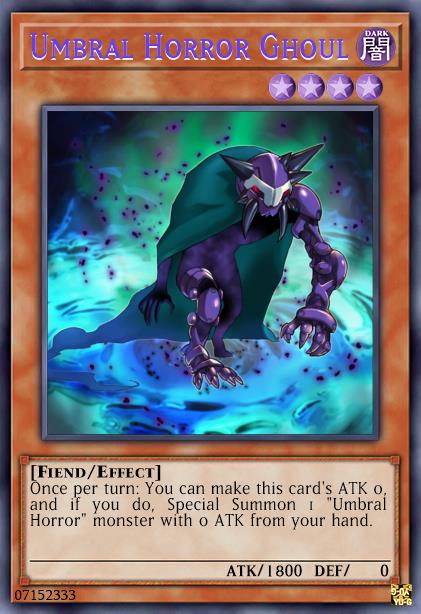 Umbral Horror Ghoul
DARK
闇
[Fiend/Effect]
Once per turn: You can make this card's ATK 0,
and if you do, Special Summon 1 "Umbral
Horror" monster with 0 ATK from your hand.
ATK/1800 DEF/ 0
07152333